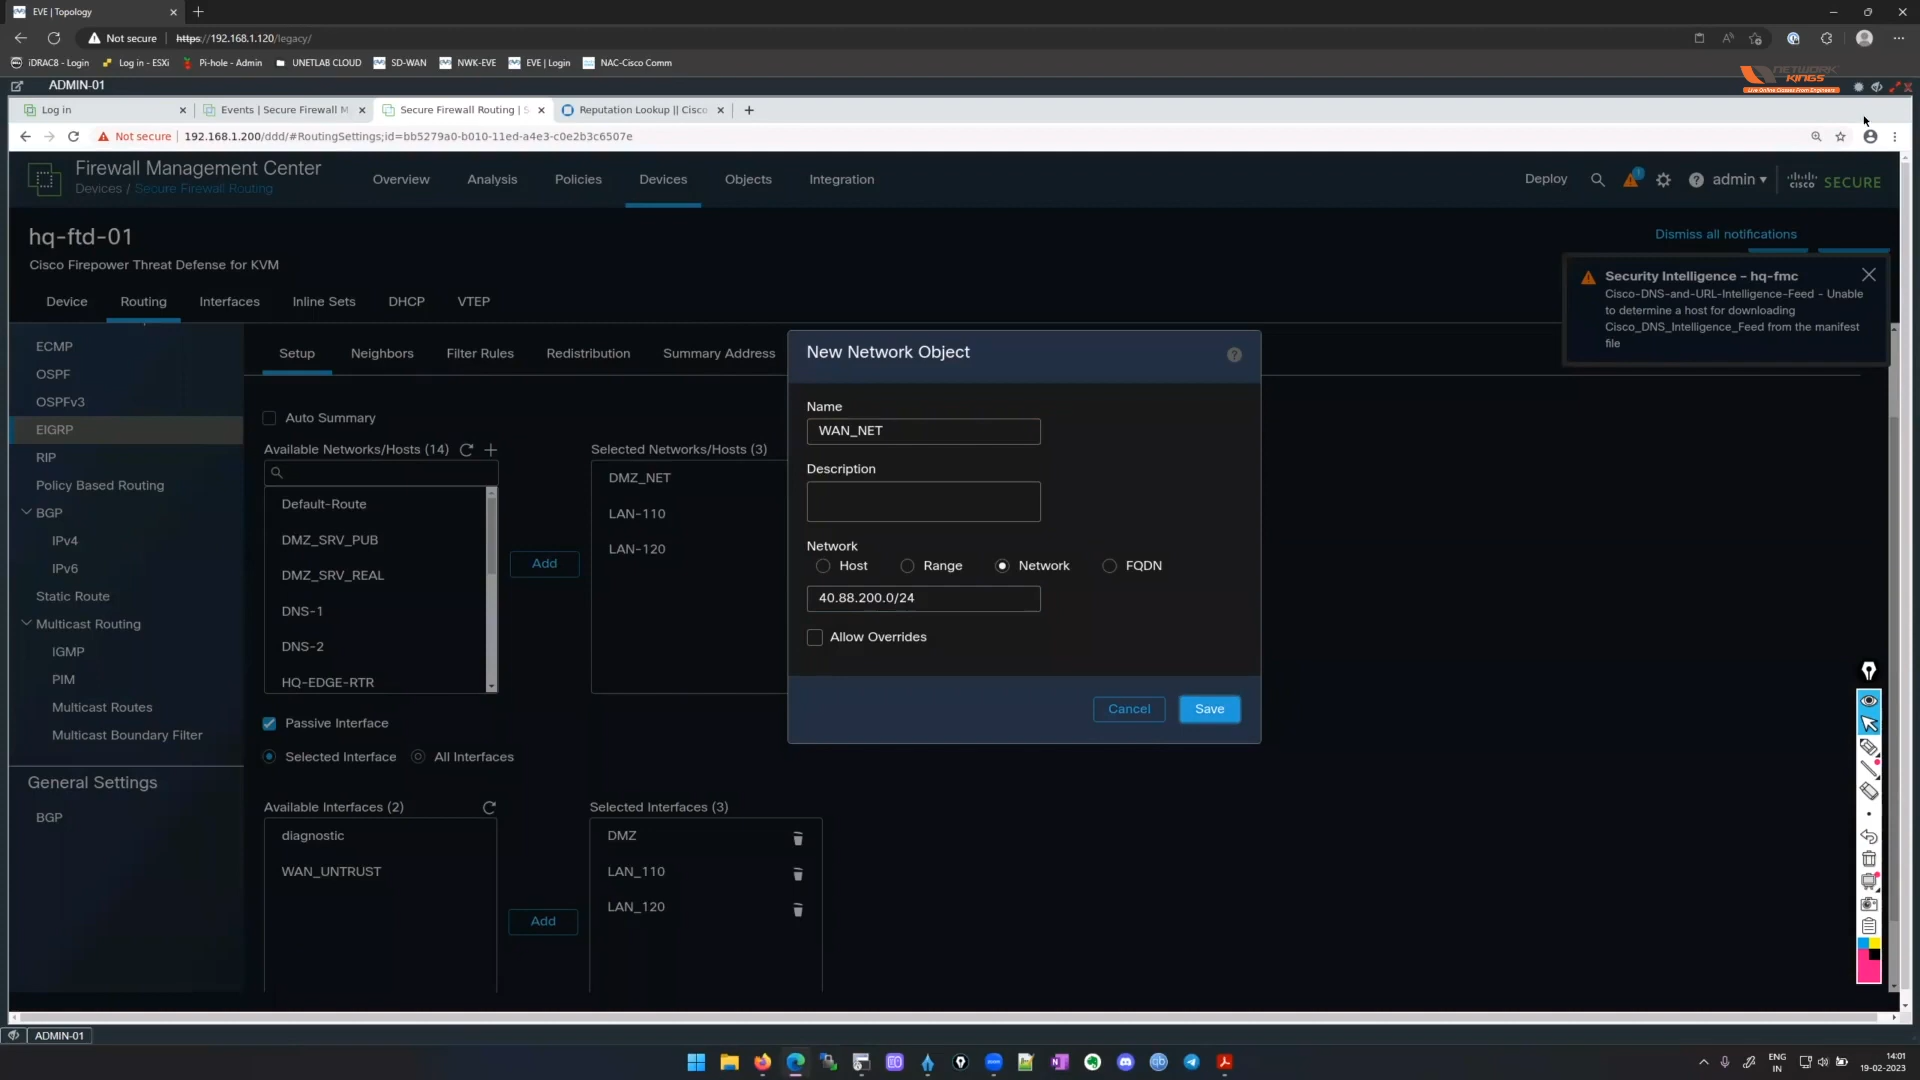 EVE | Topology
Not secure https://192.168.1.120/legacy/
iDRAC8 - Login
Log in - ESXi
Pi-hole - Admin
UNETLAB CLOUD
SD-WAN
NWK-EVE
EVE | Login
NAC-Cisco Comm
ADMIN-01
NETWORK
KINGS
Live Online Classes From Engineers
Log in
Events | Secure Firewall M
Secure Firewall Routing | S
Reputation Lookup || Cisco
Not secure 192.168.1.200/ddd/#RoutingSettings;id=bb5279a0-b010-11ed-a4e3-c0e2b3c6507e
Firewall Management Center
Devices / Secure Firewall Routing
Overview
Analysis
Policies
Devices
Objects
Integration
Deploy
1
admin
cisco SECURE
hq-ftd-01
Cisco Firepower Threat Defense for KVM
Dismiss all notifications
Security Intelligence - hq-fmc
Cisco-DNS-and-URL-Intelligence-Feed - Unable
to determine a host for downloading
Cisco_DNS_Intelligence_Feed from the manifest
file
Device
Routing
Interfaces
Inline Sets
DHCP
VTEP
ECMP
OSPF
OSPFv3
EIGRP
RIP
Policy Based Routing
BGP
IPv4
IPv6
Static Route
Multicast Routing
IGMP
PIM
Multicast Routes
Multicast Boundary Filter
General Settings
BGP
Setup
Neighbors
Filter Rules
Redistribution
Summary Address
Auto Summary
Available Networks/Hosts (14)
Default-Route
DMZ_SRV_PUB
DMZ_SRV_REAL
DNS-1
DNS-2
HQ-EDGE-RTR
Add
Selected Networks/Hosts (3)
DMZ_NET
LAN-110
LAN-120
Passive Interface
Selected Interface
All Interfaces
Available Interfaces (2)
diagnostic
WAN_UNTRUST
Add
Selected Interfaces (3)
DMZ
LAN_110
LAN_120
New Network Object
Name
WAN_NET
Description
Network
Host
Range
Network
FQDN
40.88.200.0/24
Allow Overrides
Cancel
Save
ADMIN-01
ENG
IN
14:01
19-02-2023